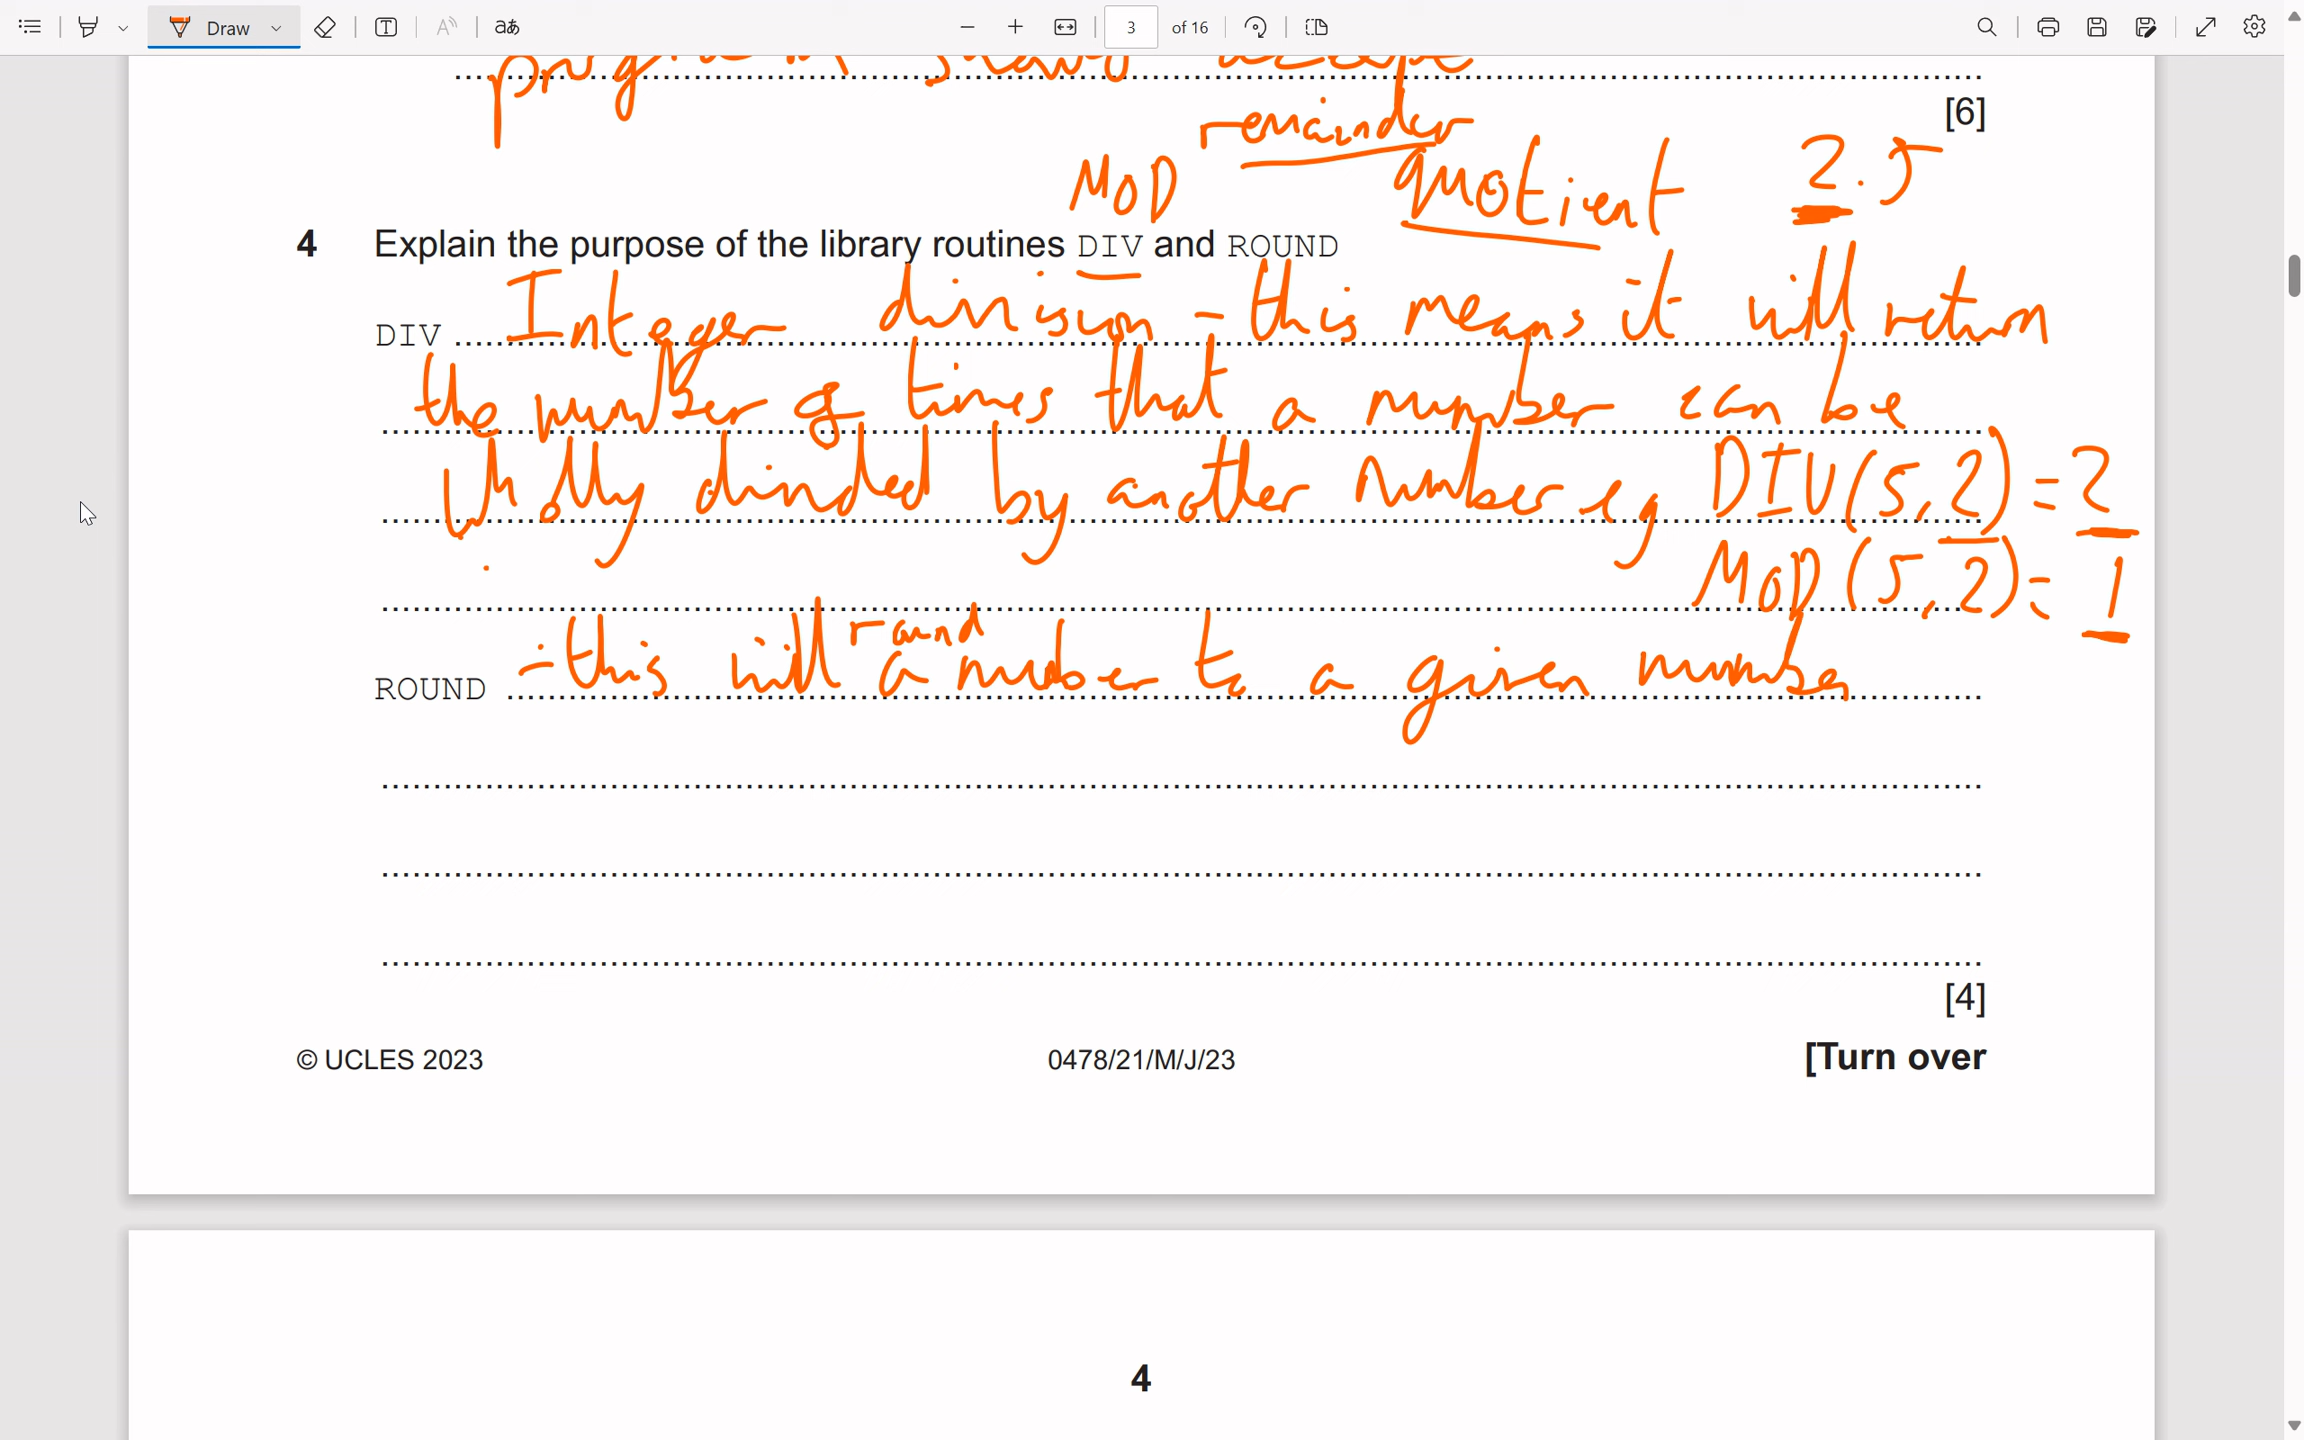 Draw
3
of 16
aあ
[6]
remainder
MOD
quotient
2.5
4 Explain the purpose of the library routines DIV and ROUND
DIV Integer division - this means it will return
the number of times that a number can be
wholly divided by another number eg DIV(5,2)=2
MOD(5,2)=1
ROUND - this will round a number to a given number
[4]
© UCLES 2023
0478/21/M/J/23
[Turn over
4